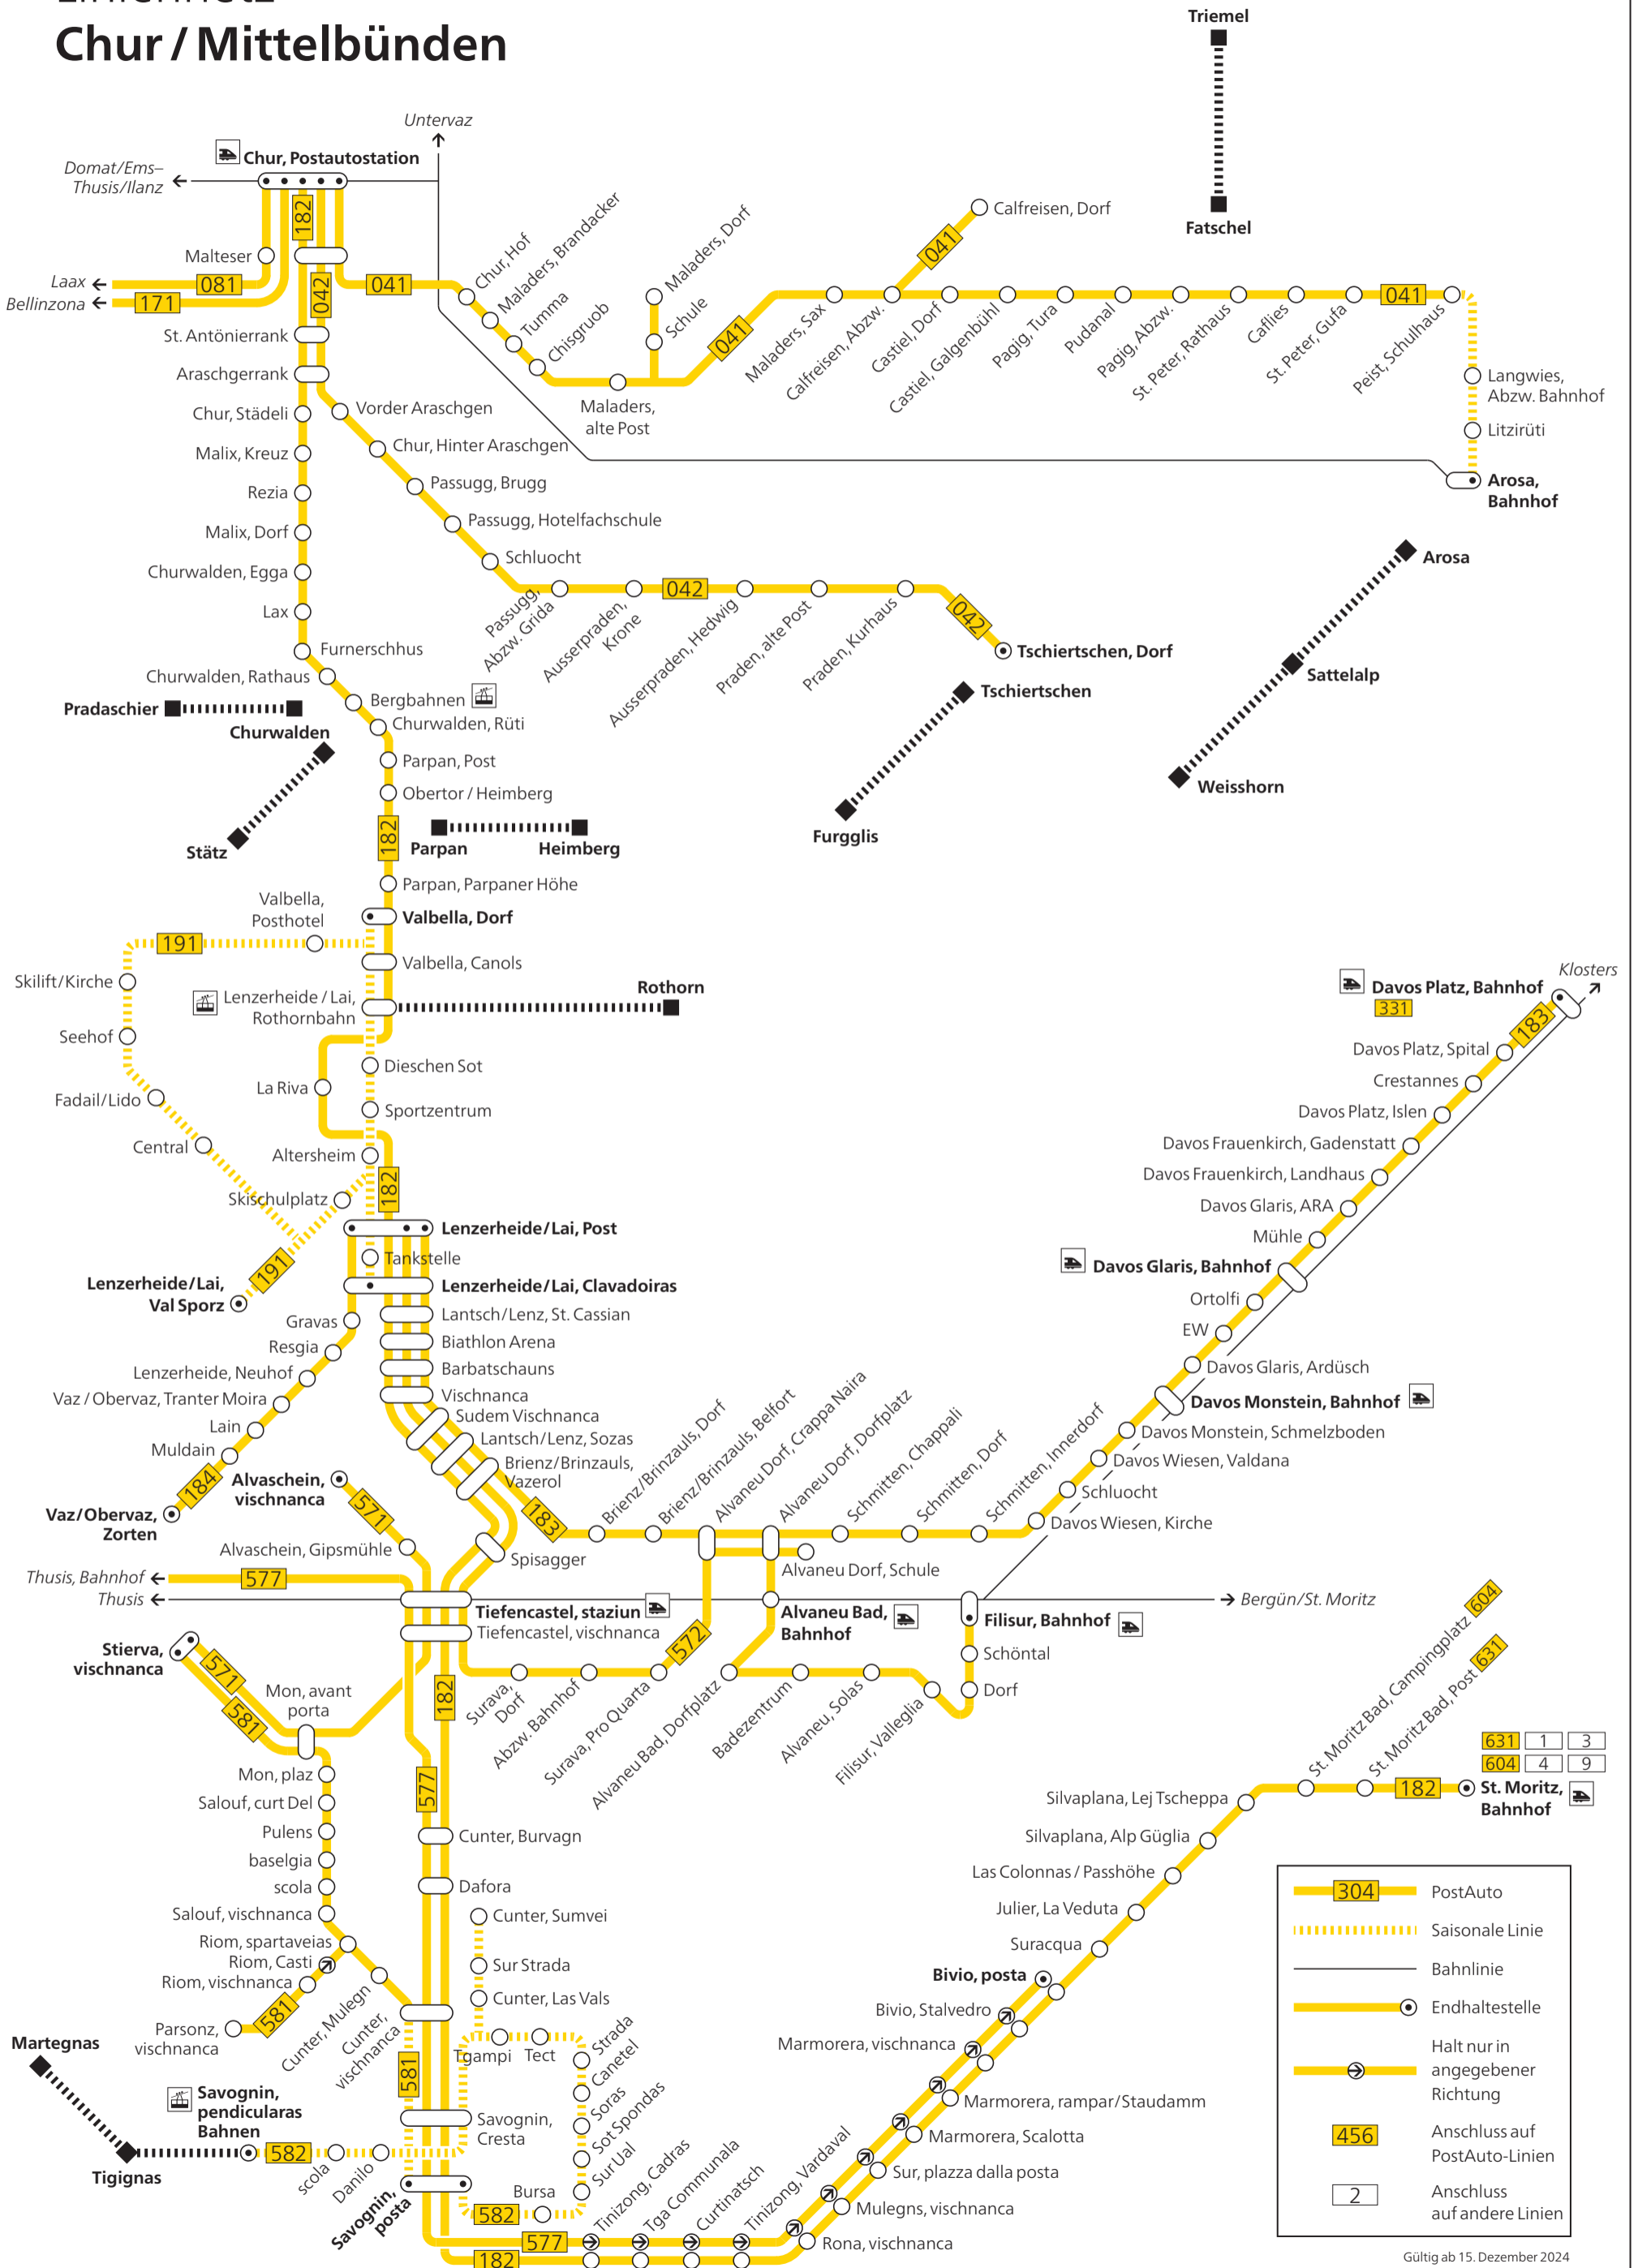 Chur / Mittelbünden
Triemel
Fatschel
Untervaz
Domat/Ems–
Thusis/Ilanz
Chur, Postautostation
182
Malteser
Laax
081
Bellinzona
171
042
041
St. Antönierrank
Araschgerrank
Chur, Städeli
Malix, Kreuz
Rezia
Malix, Dorf
Churwalden, Egga
Lax
Furnerschhus
Churwalden, Rathaus
Bergbahnen
Churwalden, Rüti
Parpan, Post
Obertor / Heimberg
182
Parpan, Parpaner Höhe
Chur, Hof
Maladers, Brandacker
Tumma
Chisgruob
Maladers,
alte Post
Schule
Maladers, Dorf
041
Maladers, Sax
Calfreisen, Abzw.
041
Calfreisen, Dorf
Castiel, Dorf
Castiel, Galgenbühl
Pagig, Tura
Pudanal
Pagig, Abzw.
St. Peter, Rathaus
Caflies
St. Peter, Gufa
041
Peist, Schulhaus
Langwies,
Abzw. Bahnhof
Litzirüti
Arosa,
Bahnhof
Vorder Araschgen
Chur, Hinter Araschgen
Passugg, Brugg
Passugg, Hotelfachschule
Schluocht
Passugg,
Abzw. Grida
Ausserpraden,
Krone
042
Ausserpraden, Hedwig
Praden, alte Post
Praden, Kurhaus
042
Tschiertschen, Dorf
Tschiertschen
Furgglis
Arosa
Sattelalp
Weisshorn
Pradaschier
Churwalden
Stätz
Parpan
Heimberg
Valbella,
Posthotel
Valbella, Dorf
191
Valbella, Canols
Skilift/Kirche
Lenzerheide / Lai,
Rothornbahn
Rothorn
Seehof
Dieschen Sot
La Riva
Fadail/Lido
Sportzentrum
Central
Altersheim
182
Skischulplatz
Lenzerheide/Lai, Post
Tankstelle
191
Lenzerheide/Lai,
Val Sporz
Lenzerheide/Lai, Clavadoiras
Gravas
Lantsch/Lenz, St. Cassian
Resgia
Biathlon Arena
Lenzerheide, Neuhof
Barbatschauns
Vaz / Obervaz, Tranter Moira
Vischnanca
Lain
Sudem Vischnanca
Muldain
Lantsch/Lenz, Sozas
184
Brienz/Brinzauls,
Vazerol
Vaz/Obervaz,
Zorten
Alvaschein,
vischnanca
571
183
Alvaschein, Gipsmühle
Spisagger
Thusis, Bahnhof
577
Thusis
Tiefencastel, staziun
Tiefencastel, vischnanca
Brienz/Brinzauls, Dorf
Brienz/Brinzauls, Belfort
Alvaneu Dorf, Crappa Naira
Alvaneu Dorf, Dorfplatz
Schmitten, Chappali
Schmitten, Dorf
Schmitten, Innerdorf
Alvaneu Dorf, Schule
Davos Wiesen, Kirche
Schluocht
Davos Wiesen, Valdana
Davos Monstein, Schmelzboden
Davos Monstein, Bahnhof
Davos Glaris, Ardüsch
EW
Ortolfi
Davos Glaris, Bahnhof
Mühle
Davos Glaris, ARA
Davos Frauenkirch, Landhaus
Davos Frauenkirch, Gadenstatt
Davos Platz, Islen
Crestannes
Davos Platz, Spital
183
331
Davos Platz, Bahnhof
Klosters
Alvaneu Bad,
Bahnhof
Filisur, Bahnhof
Bergün/St. Moritz
Schöntal
Dorf
572
Surava,
Dorf
Abzw. Bahnhof
Surava, Pro Quarta
Alvaneu Bad, Dorfplatz
Badezentrum
Alvaneu, Solas
Filisur, Valleglia
Stierva,
vischnanca
571
581
Mon, avant
porta
182
Mon, plaz
577
Salouf, curt Del
Pulens
Cunter, Burvagn
baselgia
scola
Dafora
Salouf, vischnanca
Cunter, Sumvei
Riom, spartaveias
Riom, Casti
Sur Strada
Riom, vischnanca
Cunter, Las Vals
581
Parsonz,
vischnanca
Cunter, Mulegn
Cunter,
vischnanca
Tgampi
Tect
Strada
Canetel
Soras
Sot Spondas
Sur Ual
Bursa
581
Martegnas
Tigignas
Savognin,
pendicularas
Bahnen
582
scola
Danilo
Savognin,
Cresta
Savognin,
posta
582
577
182
Tinizong, Cadras
Tga Communala
Curtinatsch
Tinizong, Vardaval
Rona, vischnanca
Mulegns, vischnanca
Sur, plazza dalla posta
Marmorera, Scalotta
Marmorera, rampar/Staudamm
Marmorera, vischnanca
Bivio, Stalvedro
Bivio, posta
Suracqua
Julier, La Veduta
Las Colonnas / Passhöhe
Silvaplana, Alp Güglia
Silvaplana, Lej Tscheppa
St. Moritz Bad, Campingplatz
604
St. Moritz Bad, Post
631
182
631 1 3
604 4 9
St. Moritz,
Bahnhof
304 PostAuto
Saisonale Linie
Bahnlinie
Endhaltestelle
Halt nur in
angegebener
Richtung
456 Anschluss auf
PostAuto-Linien
2 Anschluss
auf andere Linien
Gültig ab 15. Dezember 2024